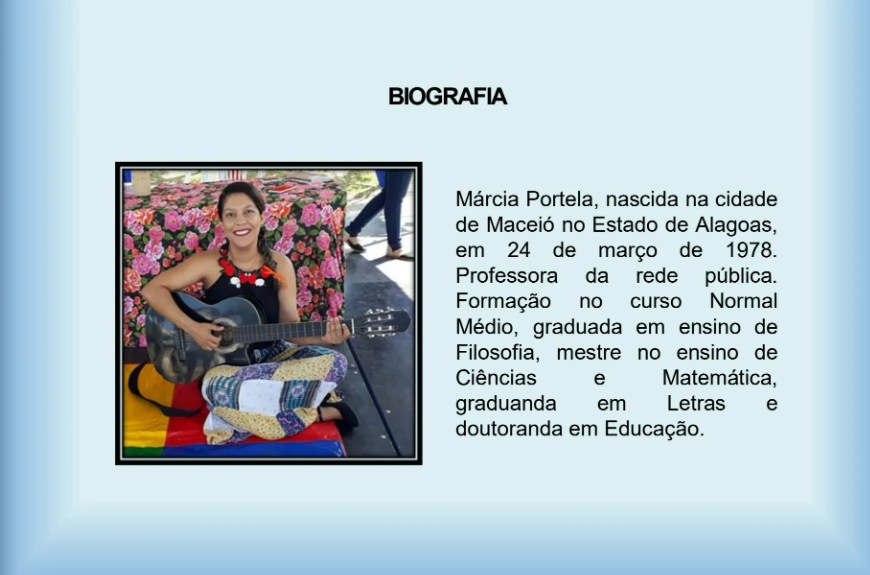 BIOGRAFIA
Márcia Portela, nascida na cidade
de Maceió no Estado de Alagoas,
em 24 de março de 1978.
Professora da rede pública.
Formação no curso Normal
Médio, graduada em ensino de
Filosofia, mestre no ensino de
Ciências e Matemática,
graduanda em Letras e
doutoranda em Educação.